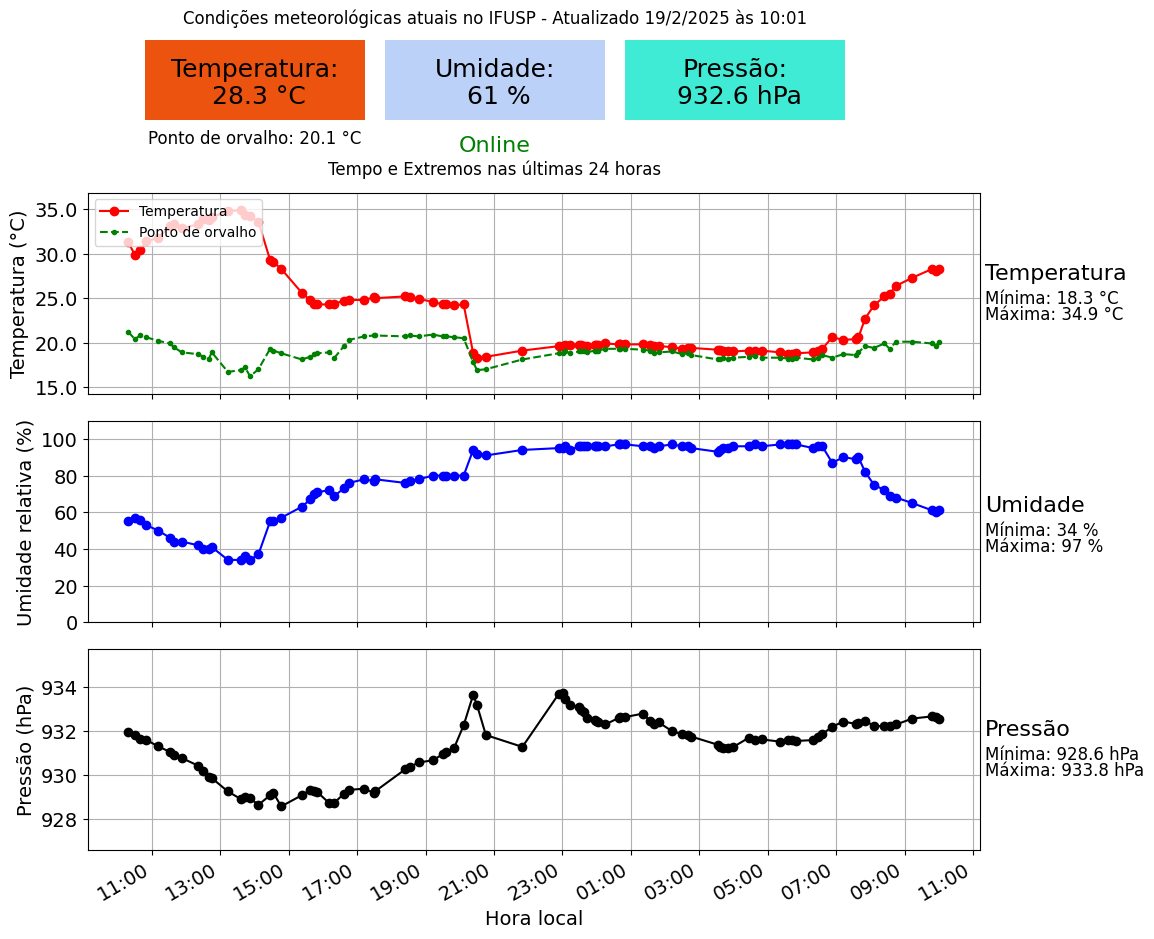 Condições meteorológicas atuais no IFUSP - Atualizado 19/2/2025 às 10:01
Temperatura:
28.3 °C
Umidade:
61 %
Pressão:
932.6 hPa
Ponto de orvalho: 20.1 °C
Online
Tempo e Extremos nas últimas 24 horas
Temperatura (°C)
35.0
30.0
25.0
20.0
15.0
Temperatura
Ponto de orvalho
Temperatura
Mínima: 18.3 °C
Máxima: 34.9 °C
Umidade relativa (%)
100
80
60
40
20
0
Umidade
Mínima: 34 %
Máxima: 97 %
Pressão (hPa)
934
932
930
928
Pressão
Mínima: 928.6 hPa
Máxima: 933.8 hPa
11:00
13:00
15:00
17:00
19:00
21:00
23:00
01:00
03:00
05:00
07:00
09:00
11:00
Hora local